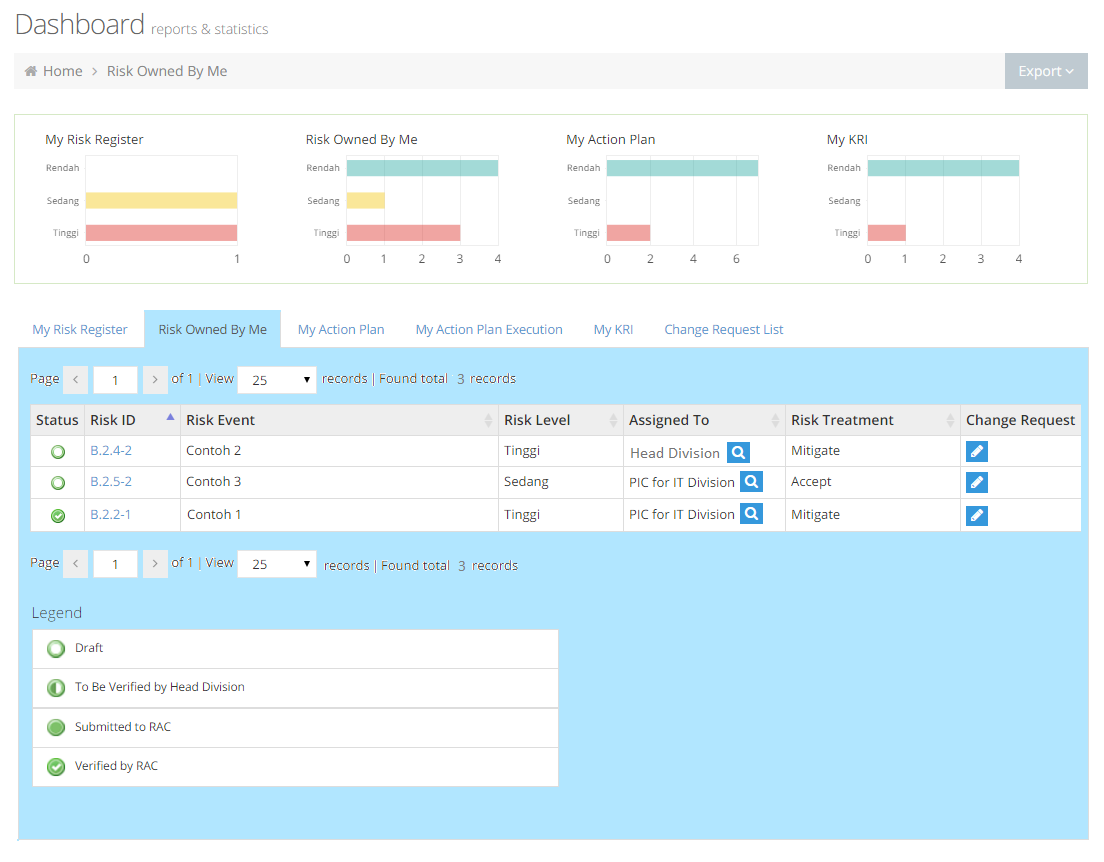 Dashboard reports & statistics
Home > Risk Owned By Me Export
My Risk Register Risk Owned By Me My Action Plan My KRI
Rendah Rendah Rendah Rendah
Sedang Sedang Sedang Sedang
Tinggi Tinggi Tinggi Tinggi
0 1 0 1 2 3 4 0 2 4 6 0 1 2 3 4
My Risk Register Risk Owned By Me My Action Plan My Action Plan Execution My KRI Change Request List
Page < 1 > of 1 | View 25 records | Found total 3 records
Status Risk ID Risk Event Risk Level Assigned To Risk Treatment Change Request
B.2.4-2 Contoh 2 Tinggi Head Division Mitigate
B.2.5-2 Contoh 3 Sedang PIC for IT Division Accept
B.2.2-1 Contoh 1 Tinggi PIC for IT Division Mitigate
Page < 1 > of 1 | View 25 records | Found total 3 records
Legend
Draft
To Be Verified by Head Division
Submitted to RAC
Verified by RAC